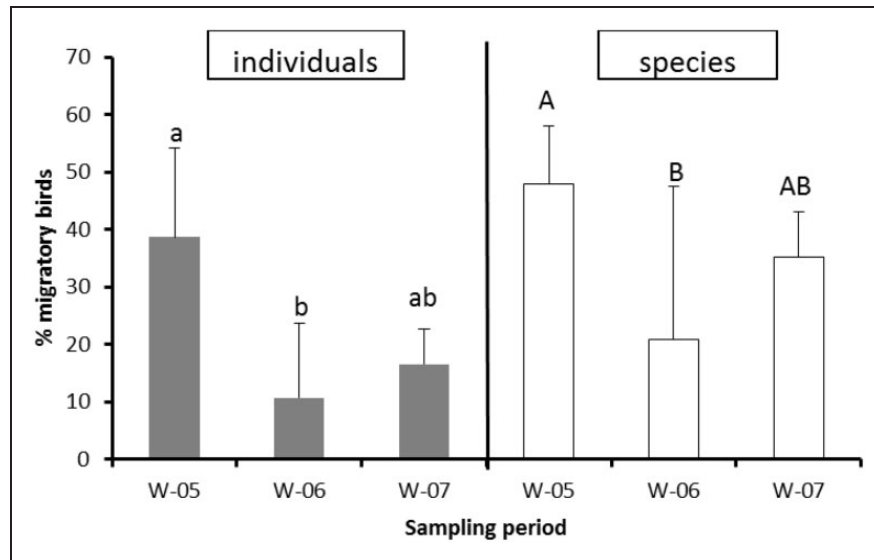 individuals species
% migratory birds
70
60
50
40
30
20
10
0
a
b
ab
A
B
AB
W-05 W-06 W-07 W-05 W-06 W-07
Sampling period